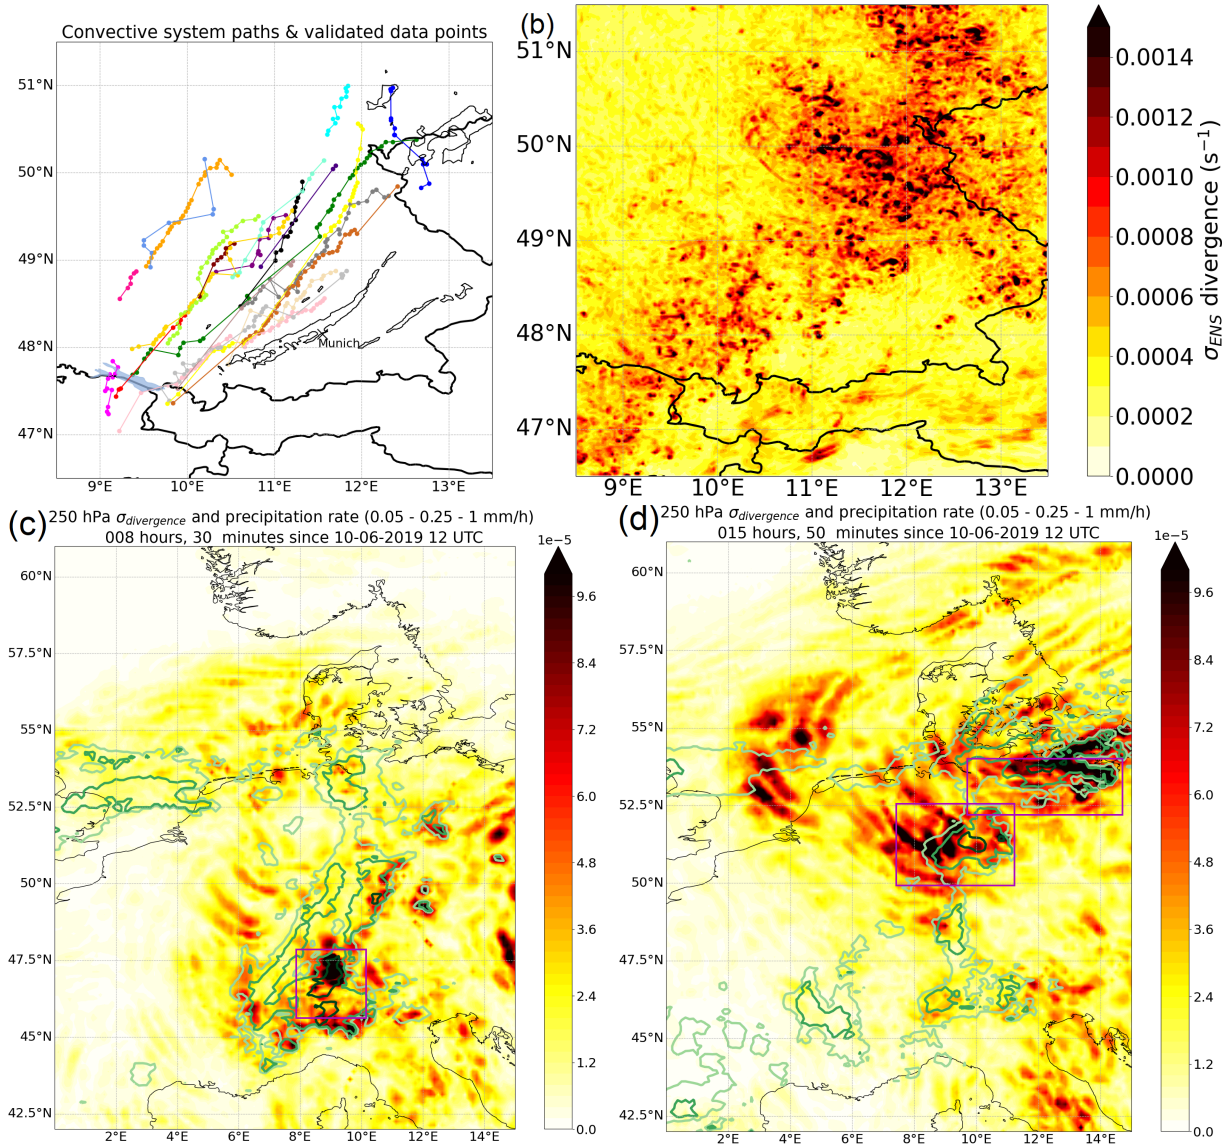 Convective system paths & validated data points
51°N
50°N
49°N
48°N
47°N
Munich
9°E 10°E 11°E 12°E 13°E
(b)
51°N
50°N
49°N
48°N
47°N
9°E 10°E 11°E 12°E 13°E
0.0014
0.0012
0.0010
0.0008
0.0006
0.0004
0.0002
0.0000
σENS divergence (s⁻¹)
(c)
250 hPa σdivergence and precipitation rate (0.05 - 0.25 - 1 mm/h)
008 hours, 30 minutes since 10-06-2019 12 UTC
1e−5
60°N
57.5°N
55°N
52.5°N
50°N
47.5°N
45°N
42.5°N
2°E 4°E 6°E 8°E 10°E 12°E 14°E
9.6
8.4
7.2
6.0
4.8
3.6
2.4
1.2
0.0
(d)
250 hPa σdivergence and precipitation rate (0.05 - 0.25 - 1 mm/h)
015 hours, 50 minutes since 10-06-2019 12 UTC
1e−5
60°N
57.5°N
55°N
52.5°N
50°N
47.5°N
45°N
42.5°N
2°E 4°E 6°E 8°E 10°E 12°E 14°E
9.6
8.4
7.2
6.0
4.8
3.6
2.4
1.2
0.0